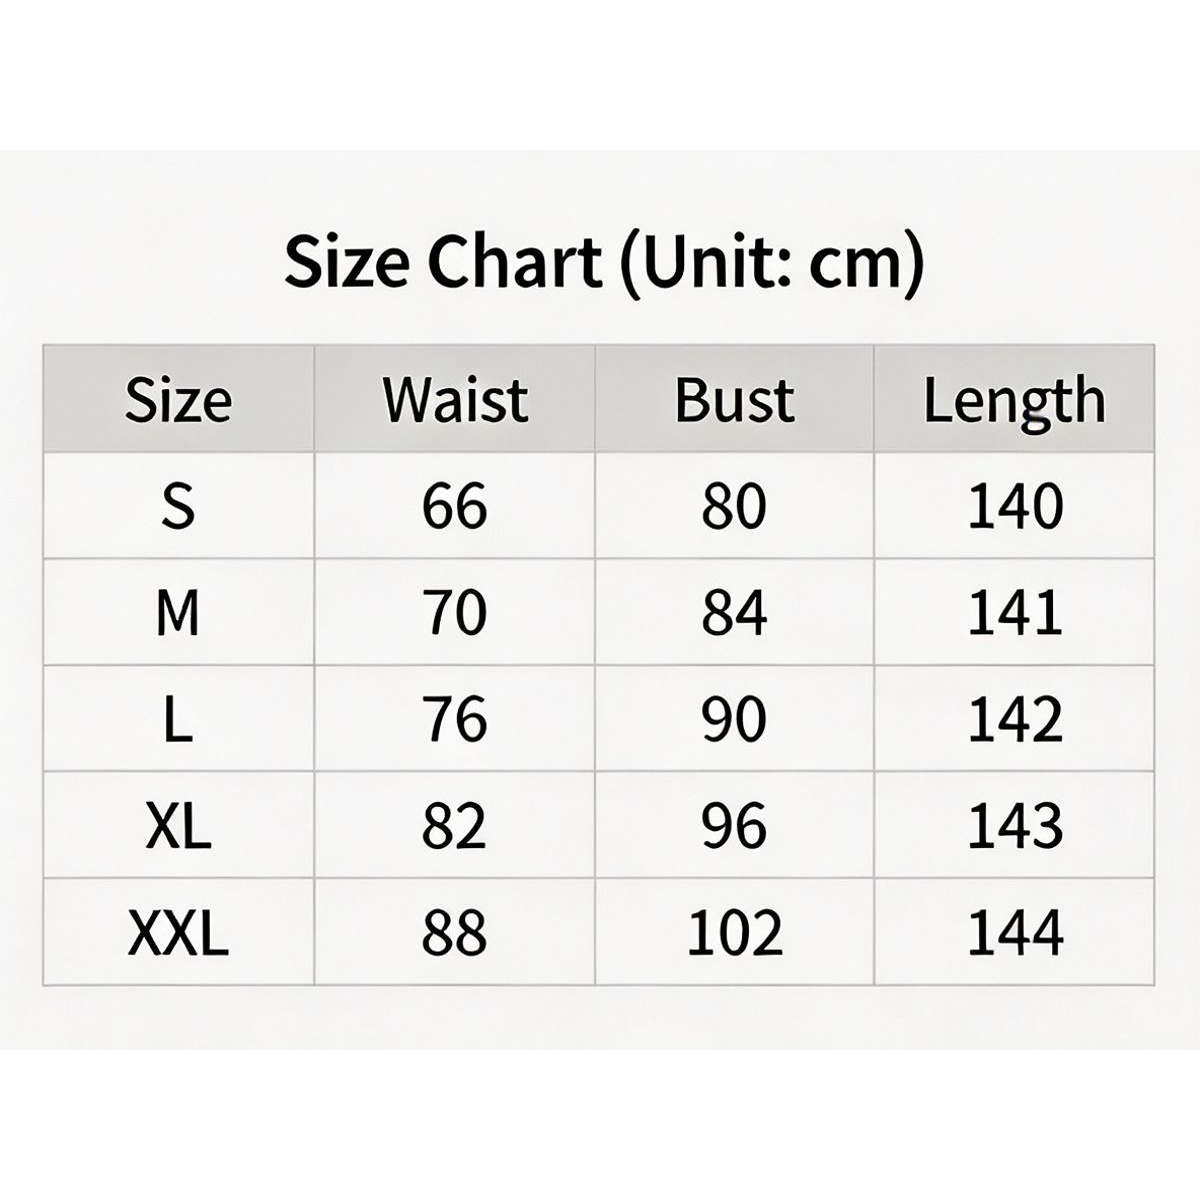 Size Chart (Unit: cm)
Size Waist Bust Length
S 66 80 140
M 70 84 141
L 76 90 142
XL 82 96 143
XXL 88 102 144